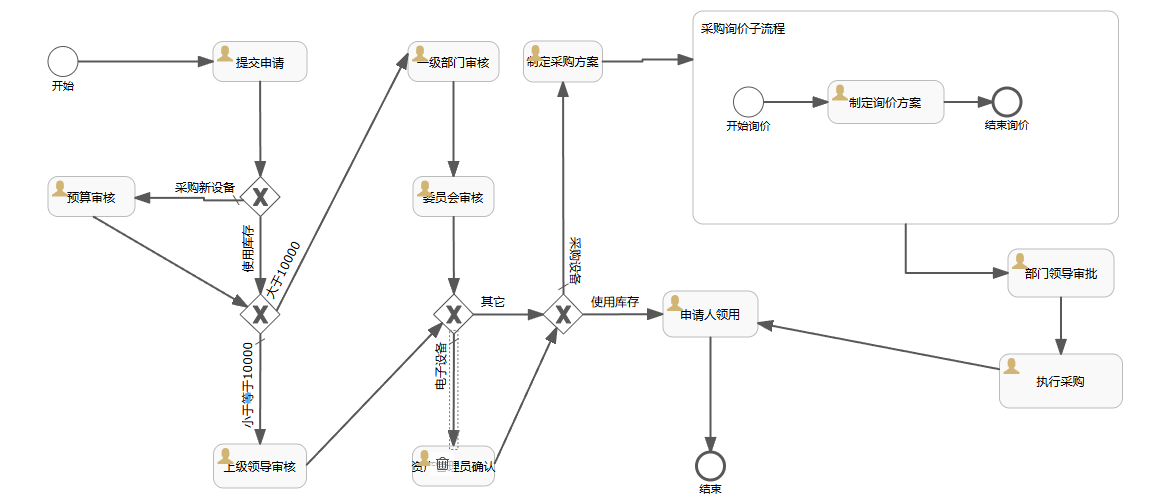 开始
提交申请
采购新设备
预算审核
使用库存
大于10000
小于等于10000
上级领导审核
一级部门审核
委员会审核
其它
电子设备
资产管理员确认
制定采购方案
采购设备
使用库存
申请人领用
结束
采购询价子流程
开始询价
制定询价方案
结束询价
部门领导审批
执行采购